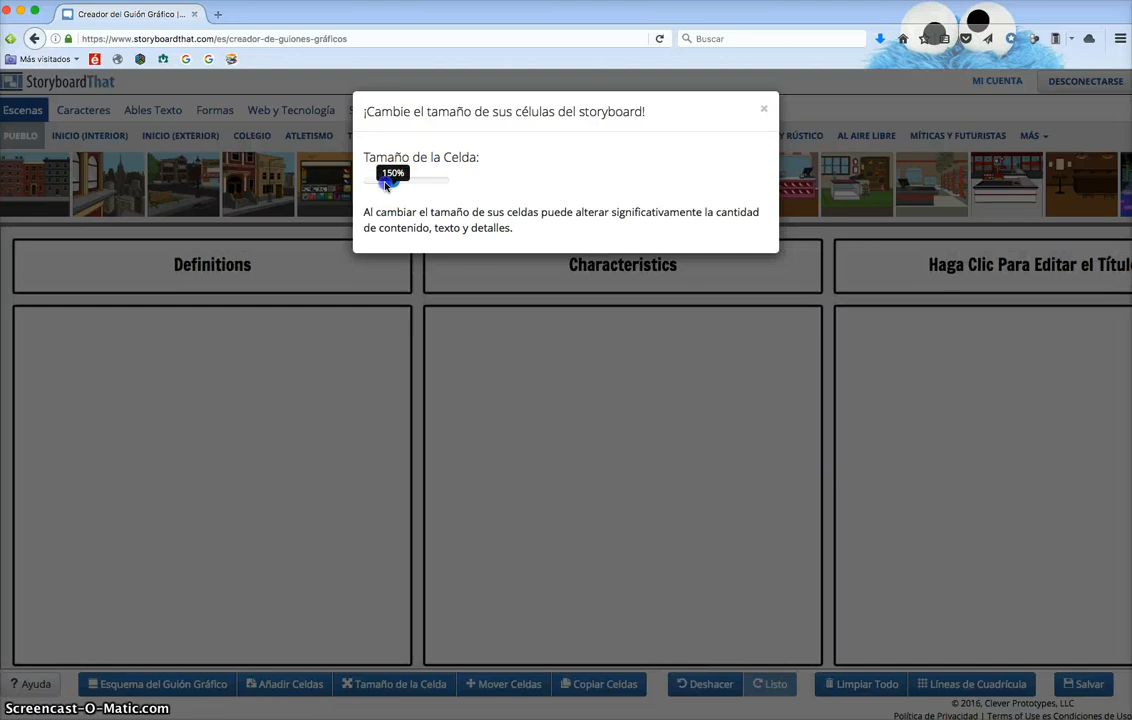 Creador del Guión Gráfico |...
https://www.storyboardthat.com/es/creador-de-guiones-gráficos
Buscar
Más visitados
StoryboardThat
MI CUENTA
DESCONECTARSE
Escenas
Caracteres
Ables Texto
Formas
Web y Tecnología
¡Cambie el tamaño de sus células del storyboard!
PUEBLO
INICIO (INTERIOR)
INICIO (EXTERIOR)
COLEGIO
ATLETISMO
Y RÚSTICO
AL AIRE LIBRE
MÍTICAS Y FUTURISTAS
MÁS
Tamaño de la Celda:
150%
Al cambiar el tamaño de sus celdas puede alterar significativamente la cantidad
de contenido, texto y detalles.
Definitions
Characteristics
Haga Clic Para Editar el Títul
? Ayuda
Esquema del Guión Gráfico
Añadir Celdas
Tamaño de la Celda
Mover Celdas
Copiar Celdas
Deshacer
Listo
Limpiar Todo
Líneas de Cuadrícula
Salvar
© 2016, Clever Prototypes, LLC
Política de Privacidad | Terms of Use es Condiciones de Uso
Screencast-O-Matic.com